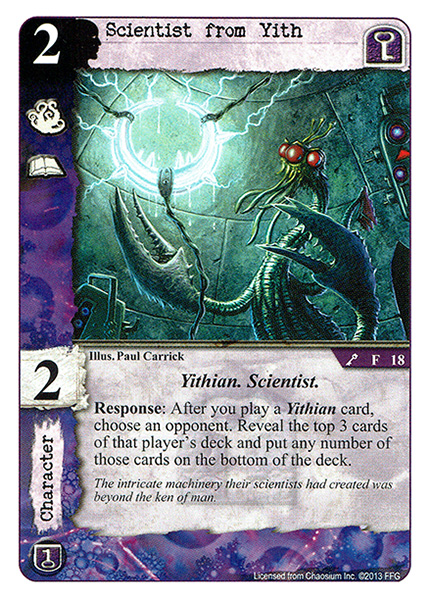 2
Scientist from Yith
Illus. Paul Carrick
F 18
2
Yithian. Scientist.
Response: After you play a Yithian card,
choose an opponent. Reveal the top 3 cards
of that player's deck and put any number of
those cards on the bottom of the deck.
The intricate machinery their scientists had created was
beyond the ken of man.
Character
1
Licensed from Chaosium Inc. ©2013 FFG